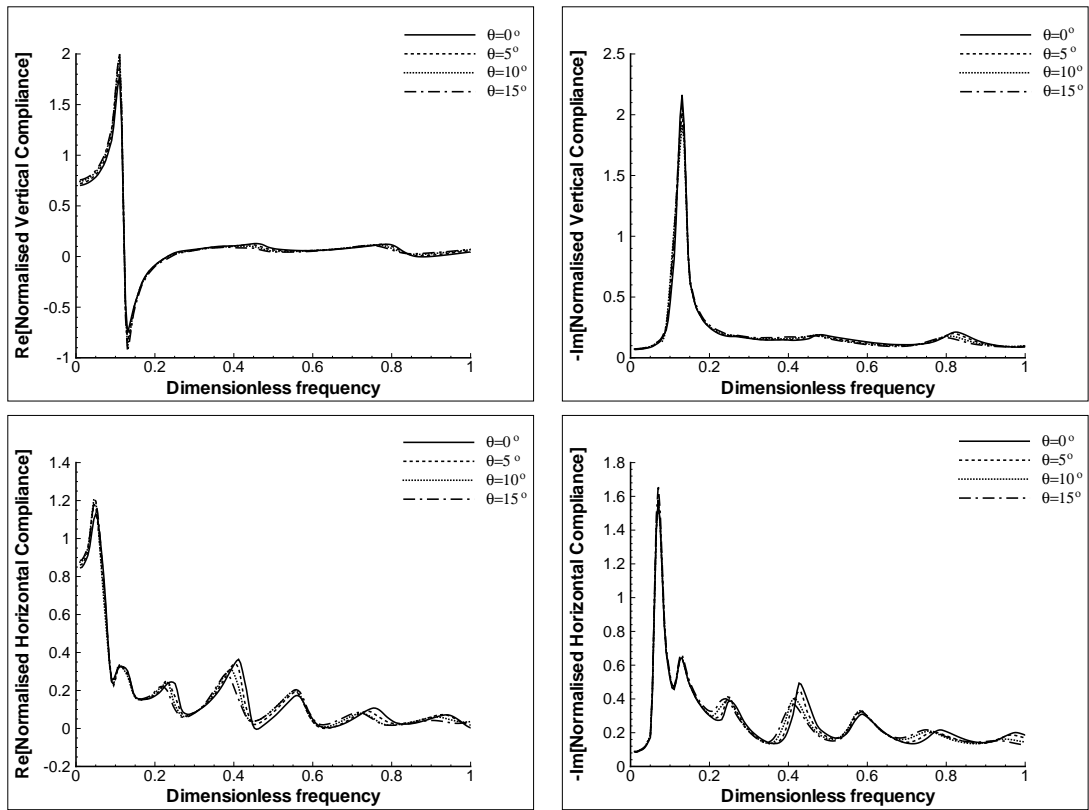 Re[Normalised Vertical Compliance]
2
1.5
1
0.5
0
-0.5
-1
0 0.2 0.4 0.6 0.8 1
Dimensionless frequency
θ=0°
θ=5°
θ=10°
θ=15°
-Im[Normalised Vertical Compliance]
2.5
2
1.5
1
0.5
0
0 0.2 0.4 0.6 0.8 1
Dimensionless frequency
θ=0°
θ=5°
θ=10°
θ=15°
Re[Normalised Horizontal Compliance]
1.4
1.2
1
0.8
0.6
0.4
0.2
0
-0.2
0 0.2 0.4 0.6 0.8 1
Dimensionless frequency
θ=0°
θ=5°
θ=10°
θ=15°
-Im[Normalised Horizontal Compliance]
1.8
1.6
1.4
1.2
1
0.8
0.6
0.4
0.2
0
0 0.2 0.4 0.6 0.8 1
Dimensionless frequency
θ=0°
θ=5°
θ=10°
θ=15°